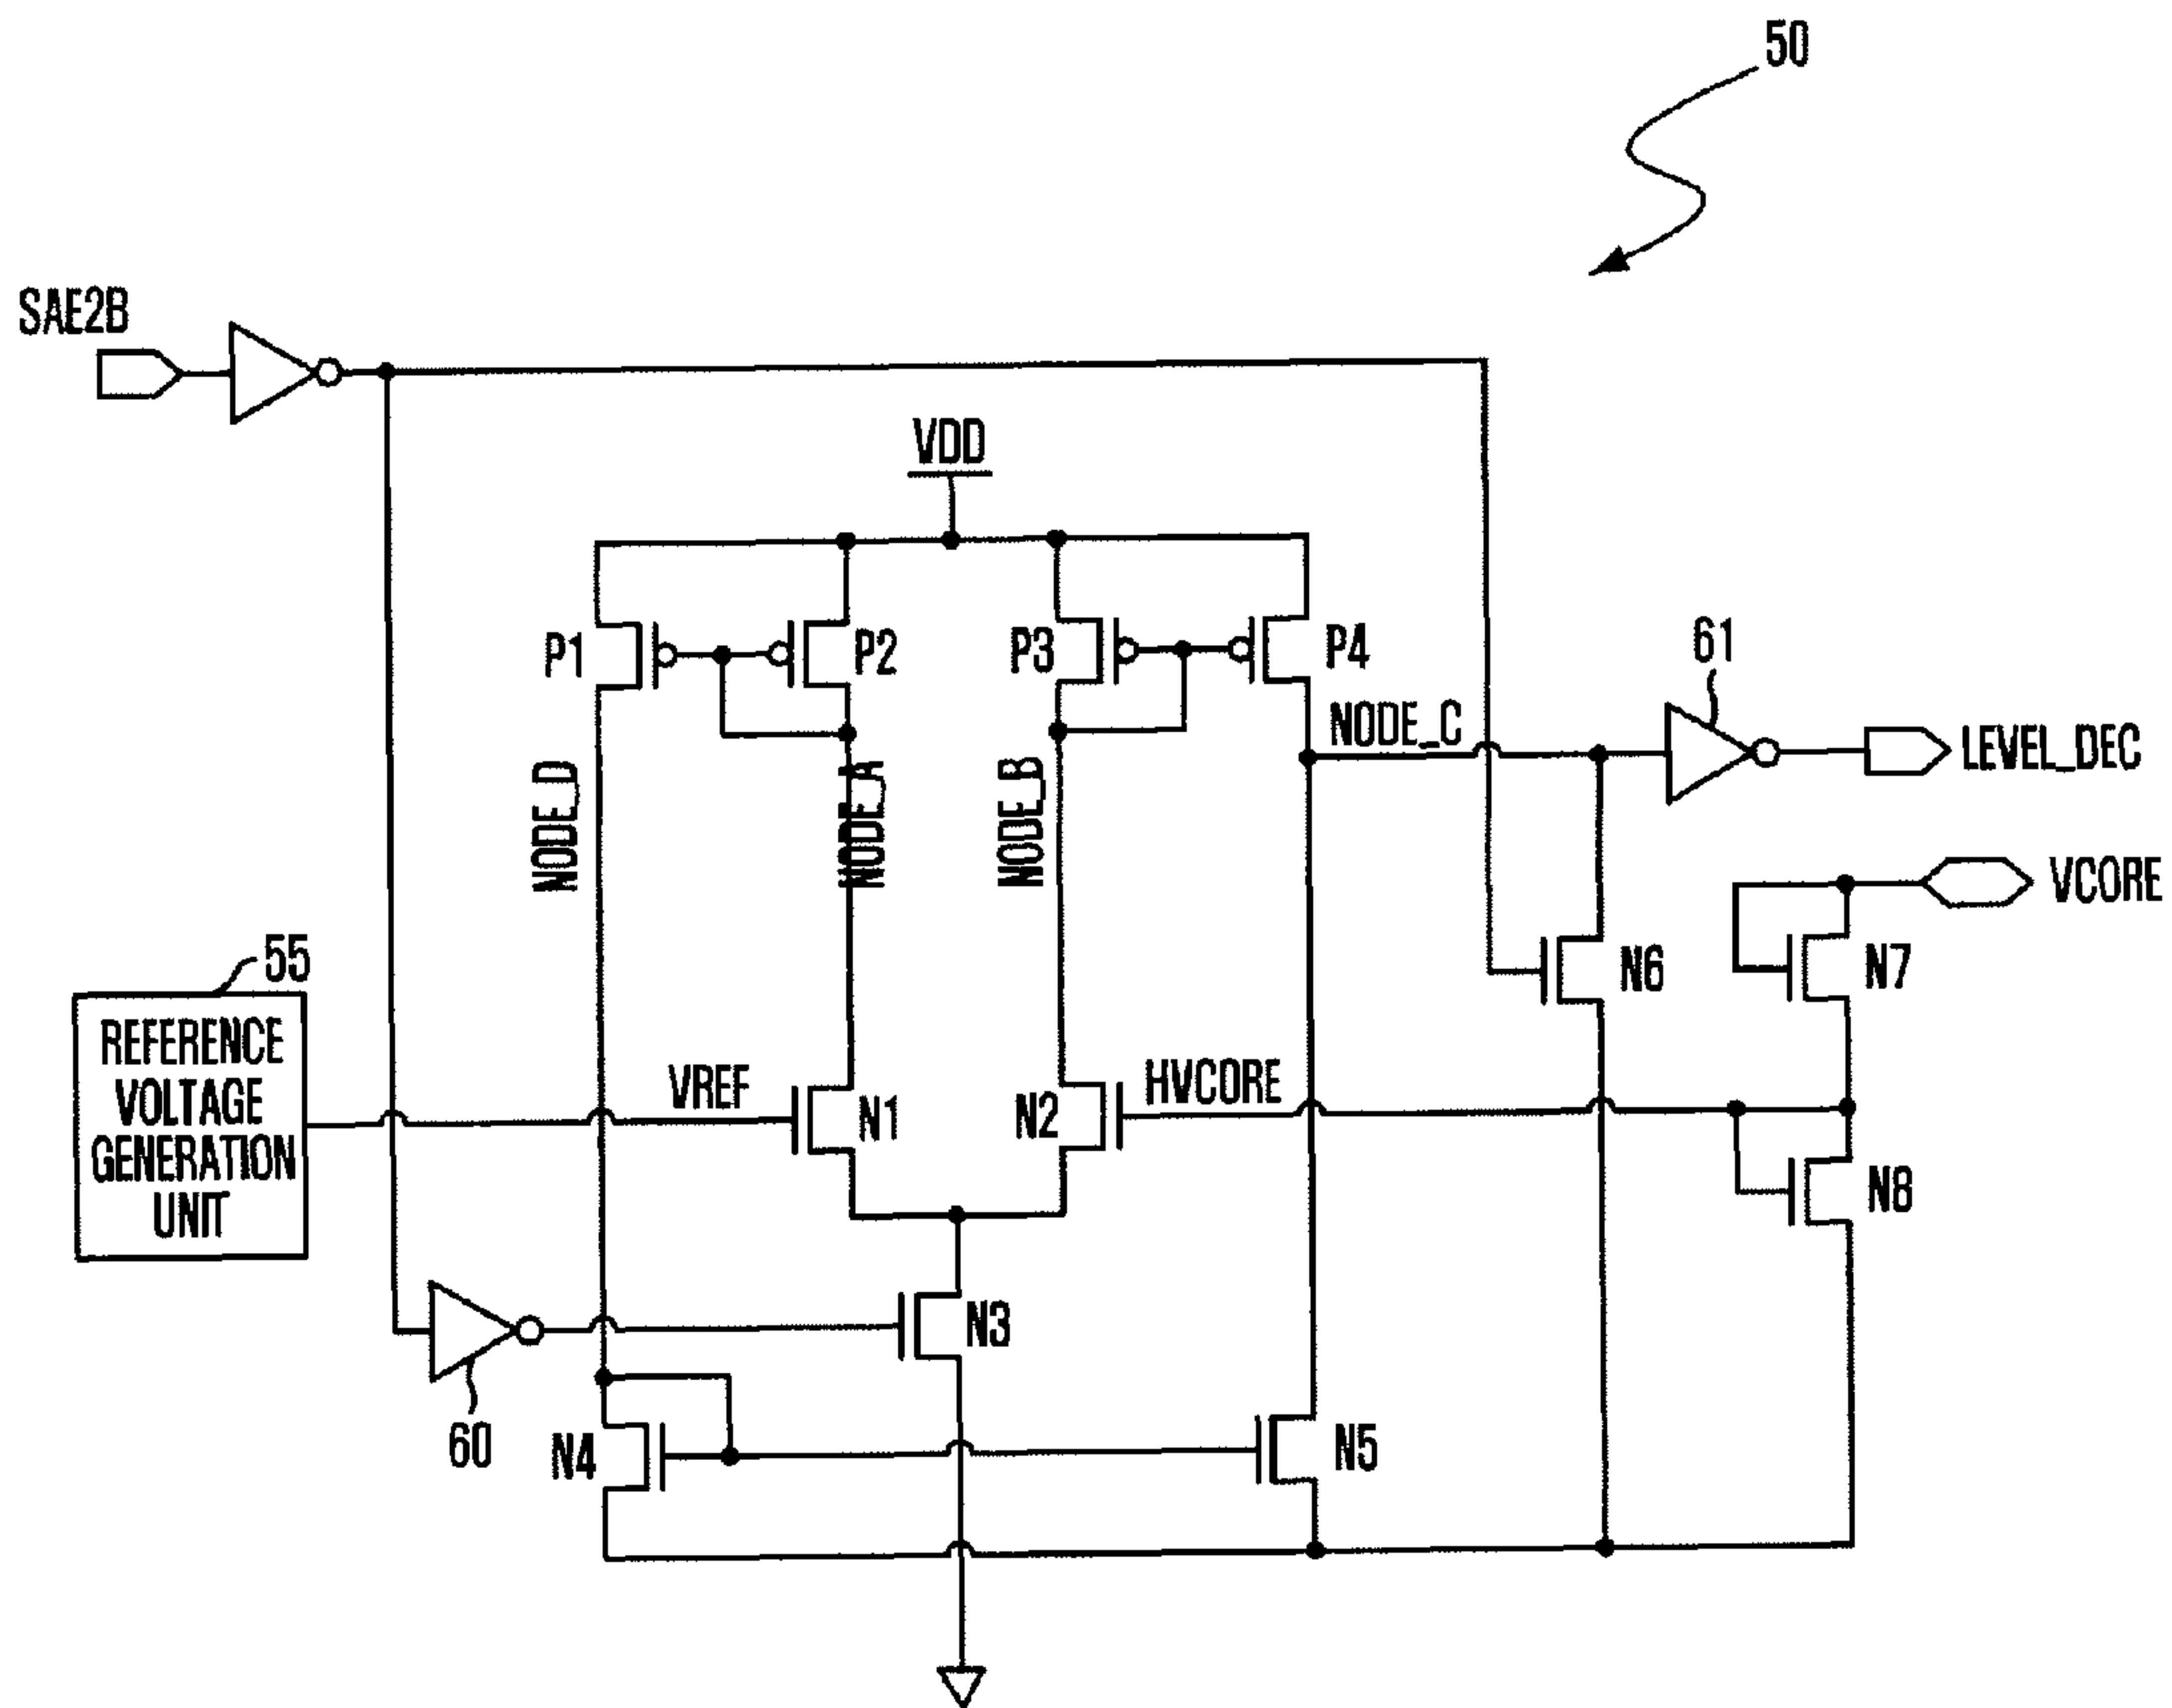 50
SAE2B
VDD
P1
P2
P3
P4
61
NODE_C
LEVEL_DEC
NODE_D
NODE_A
NODE_B
VCORE
55
N6
N7
REFERENCE
VOLTAGE
GENERATION
UNIT
VREF
N1
N2
HVCORE
N8
N3
60
N4
N5